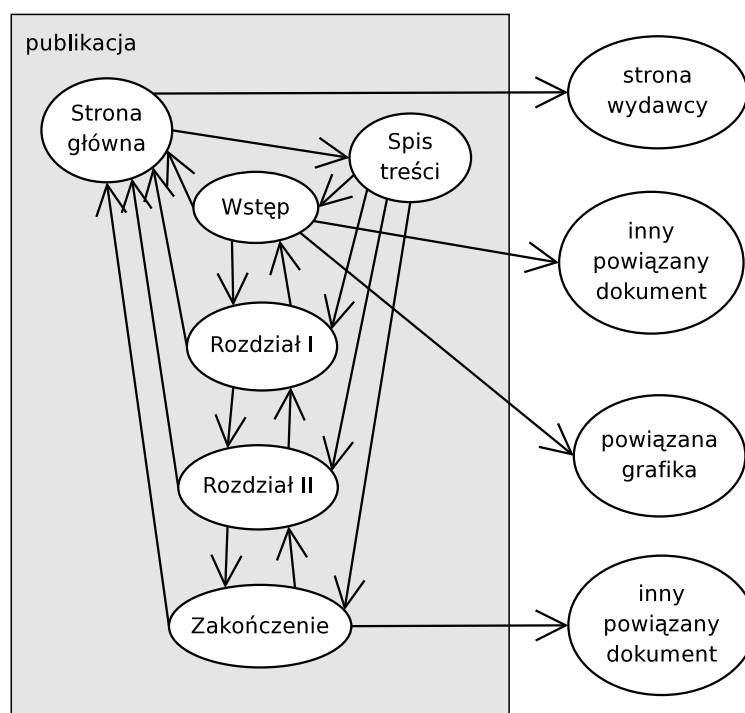 publikacja
Strona
główna
strona
wydawcy
Spis
treści
Wstęp
inny
powiązany
dokument
Rozdział I
powiązana
grafika
Rozdział II
Zakończenie
inny
powiązany
dokument